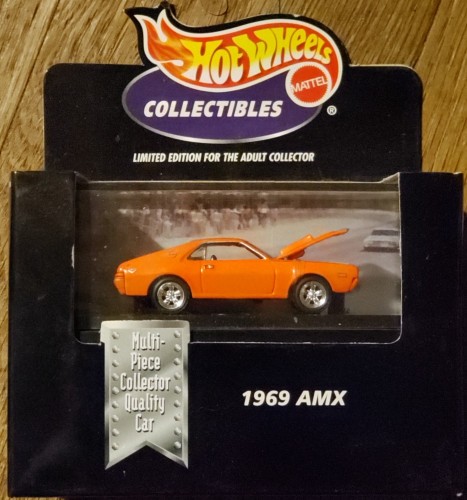 HOT WHEELS
MATTEL
COLLECTIBLES
®
LIMITED EDITION FOR THE ADULT COLLECTOR
Multi-
Piece
Collector
Quality
Car
1969 AMX